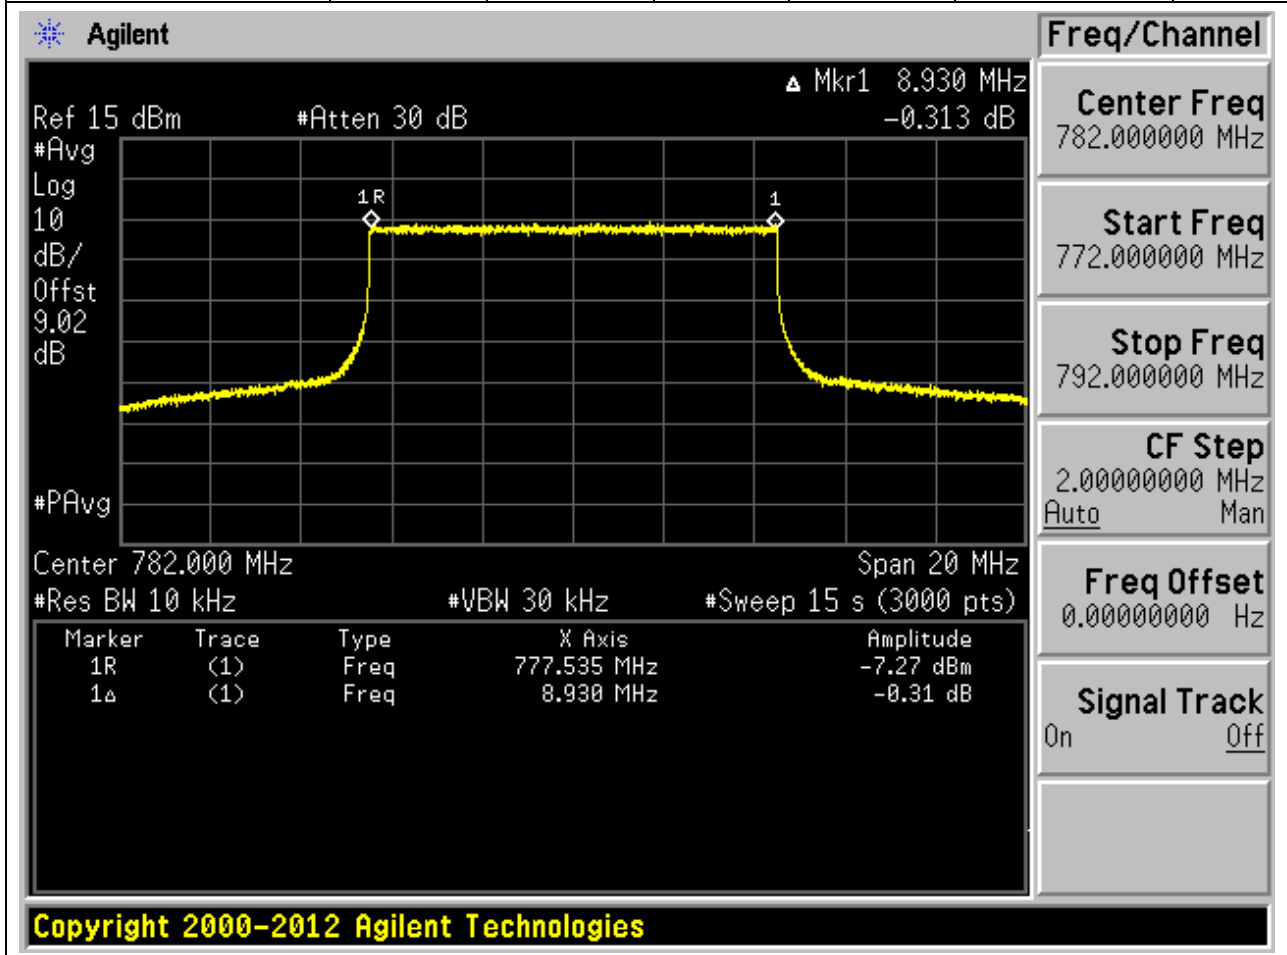 Agilent
Freq/Channel
Δ Mkr1 8.930 MHz
Ref 15 dBm #Atten 30 dB -0.313 dB
#Avg
Log
10
dB/
Offst
9.02
dB
1R
1
#PAvg
Center 782.000 MHz Span 20 MHz
#Res BW 10 kHz #VBW 30 kHz #Sweep 15 s (3000 pts)
Marker Trace Type X Axis Amplitude
1R (1) Freq 777.535 MHz -7.27 dBm
1Δ (1) Freq 8.930 MHz -0.31 dB
Center Freq
782.000000 MHz
Start Freq
772.000000 MHz
Stop Freq
792.000000 MHz
CF Step
2.00000000 MHz
Auto Man
Freq Offset
0.00000000 Hz
Signal Track
On Off
Copyright 2000-2012 Agilent Technologies